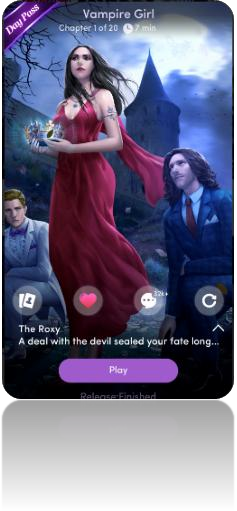 Day Pass
Vampire Girl
Chapter 1 of 20 7 min
32k+
The Roxy
A deal with the devil sealed your fate long...
Play
Release:Finished